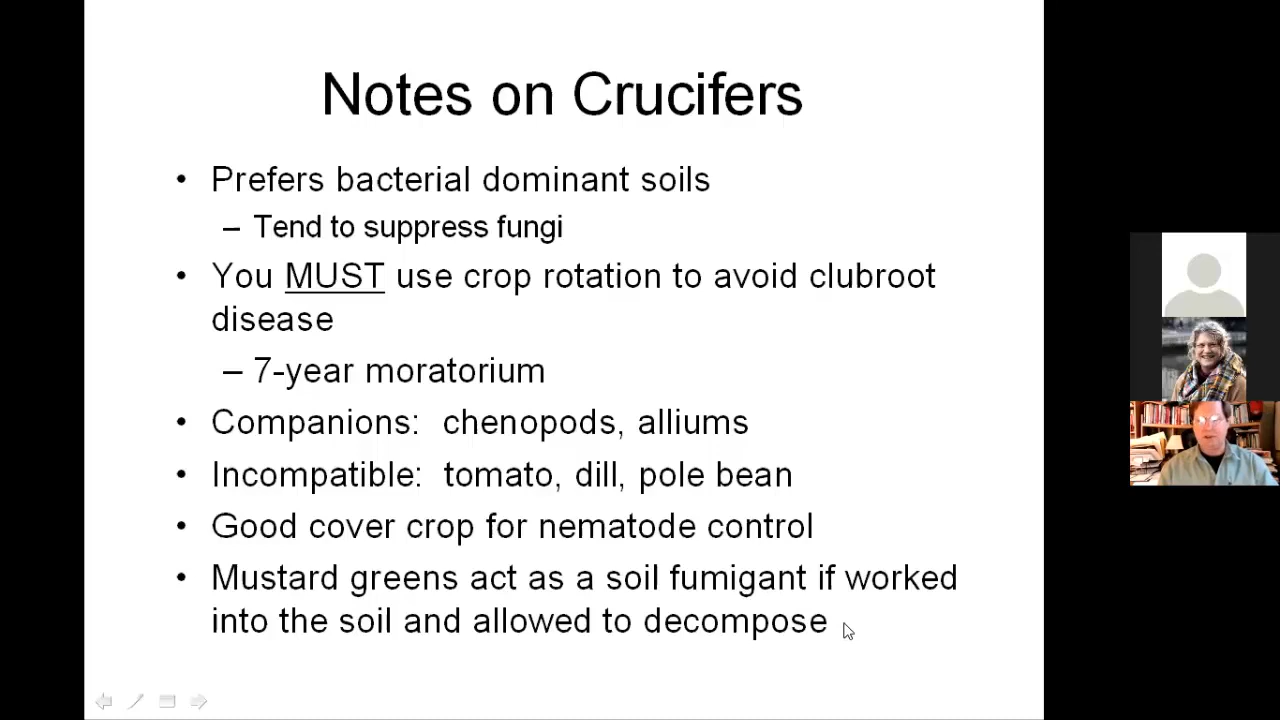 Notes on Crucifers
• Prefers bacterial dominant soils
– Tend to suppress fungi
• You MUST use crop rotation to avoid clubroot
disease
– 7-year moratorium
• Companions:  chenopods, alliums
• Incompatible:  tomato, dill, pole bean
• Good cover crop for nematode control
• Mustard greens act as a soil fumigant if worked
into the soil and allowed to decompose